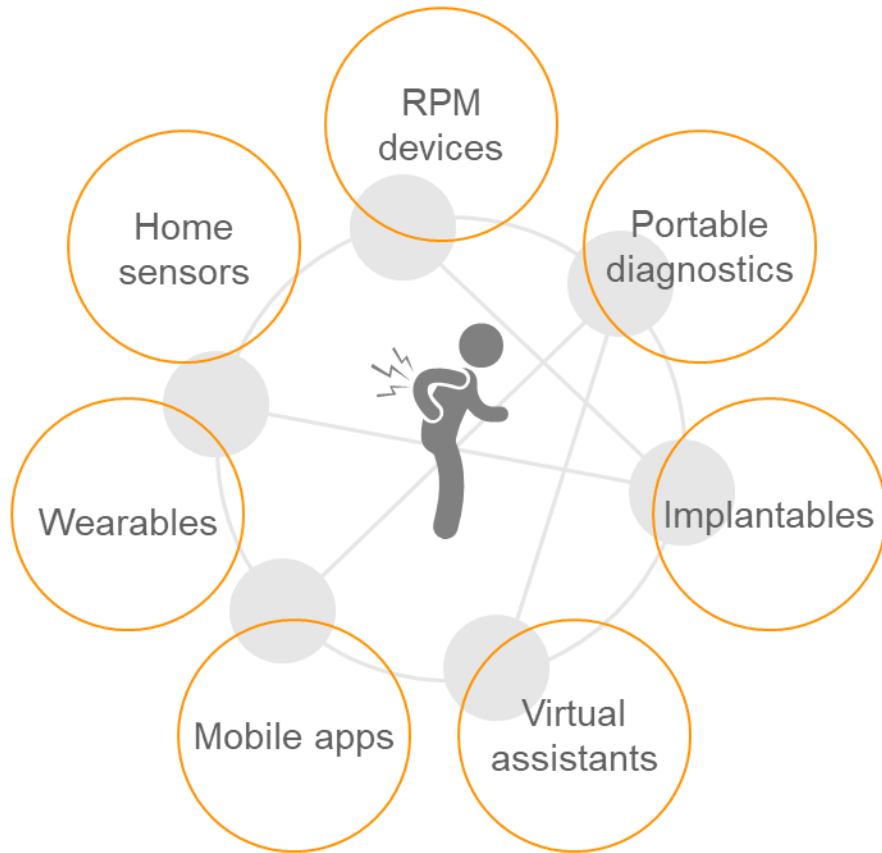 RPM
devices
Portable
diagnostics
Implantables
Virtual
assistants
Mobile apps
Wearables
Home
sensors